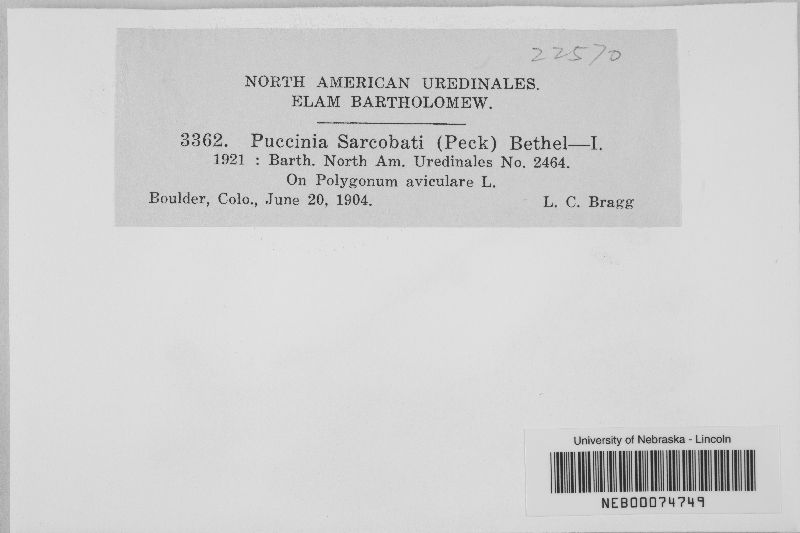 22570
NORTH AMERICAN UREDINALES.
ELAM BARTHOLOMEW.
3362. Puccinia Sarcobati (Peck) Bethel—I.
1921 : Barth. North Am. Uredinales No. 2464.
On Polygonum aviculare L.
Boulder, Colo., June 20, 1904. L. C. Bragg
University of Nebraska - Lincoln
NEB00074749